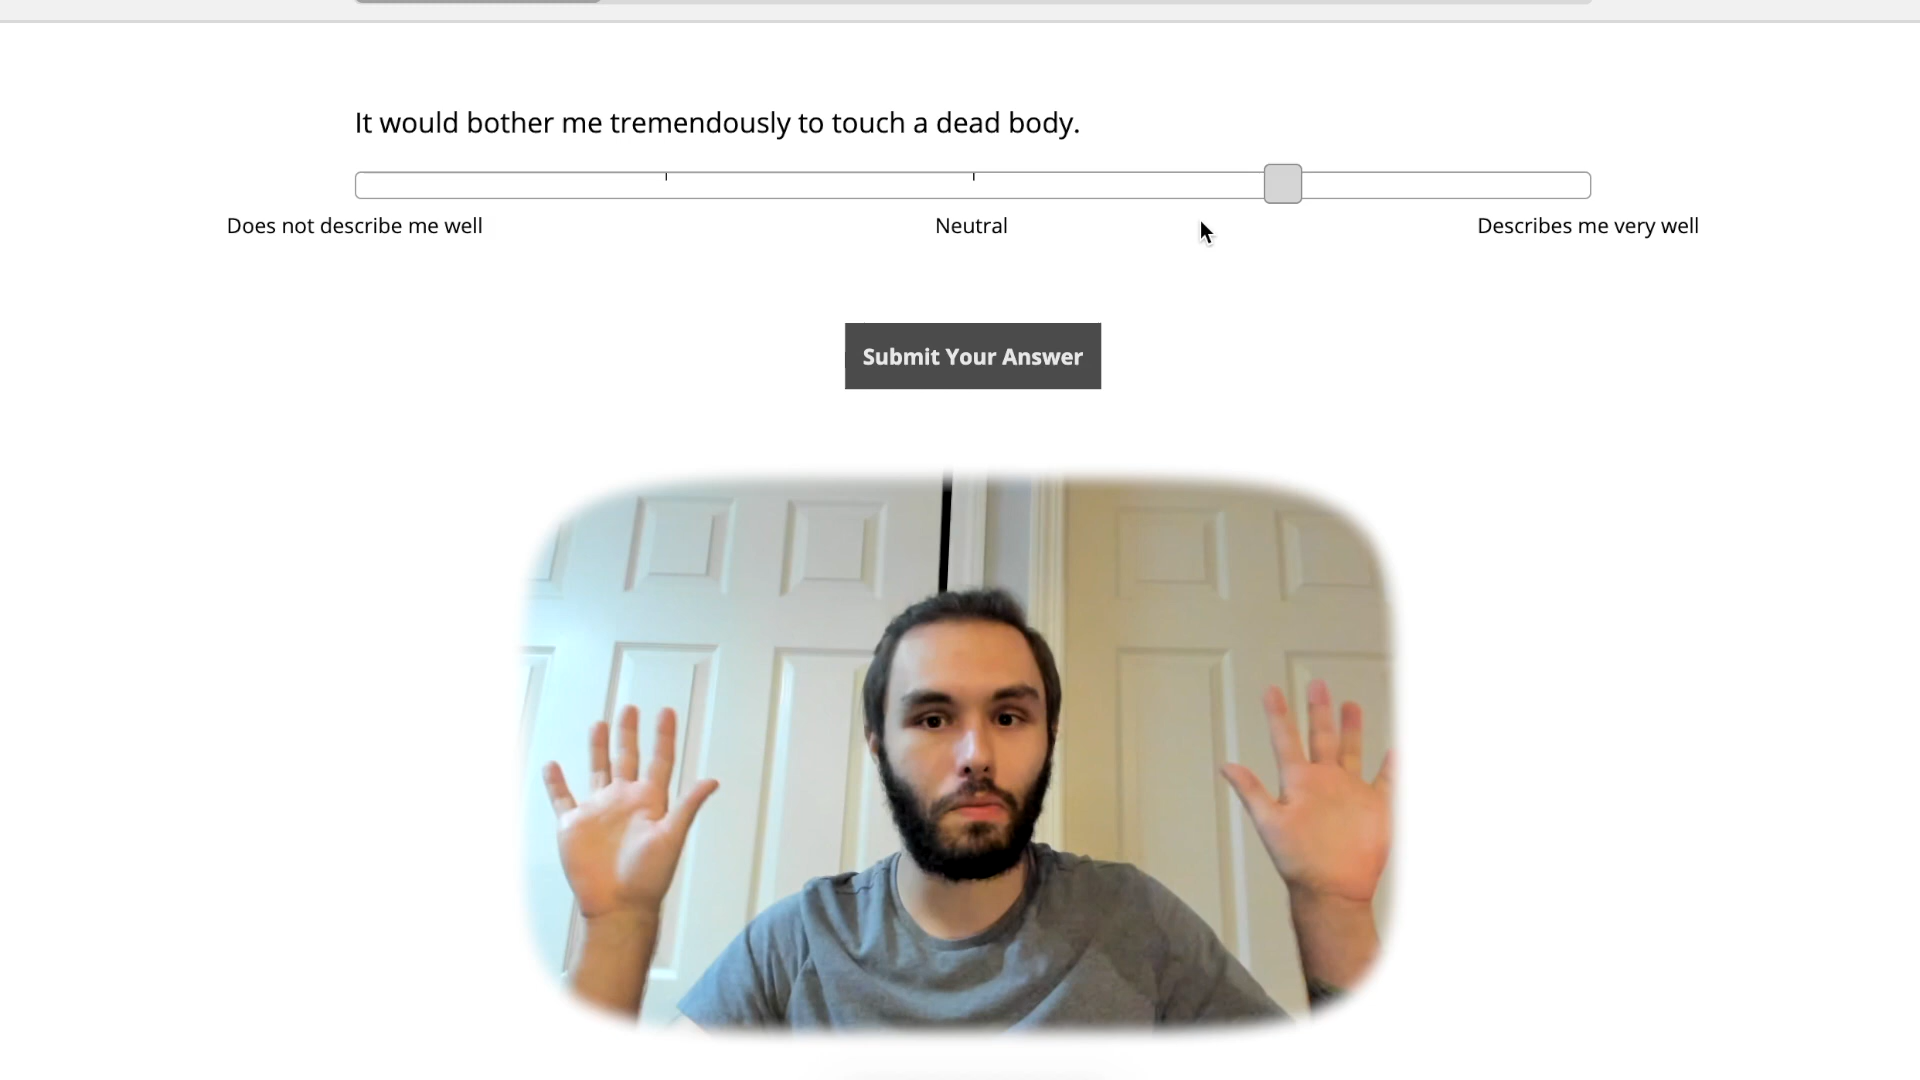 It would bother me tremendously to touch a dead body.
Does not describe me well
Neutral
Describes me very well
Submit Your Answer